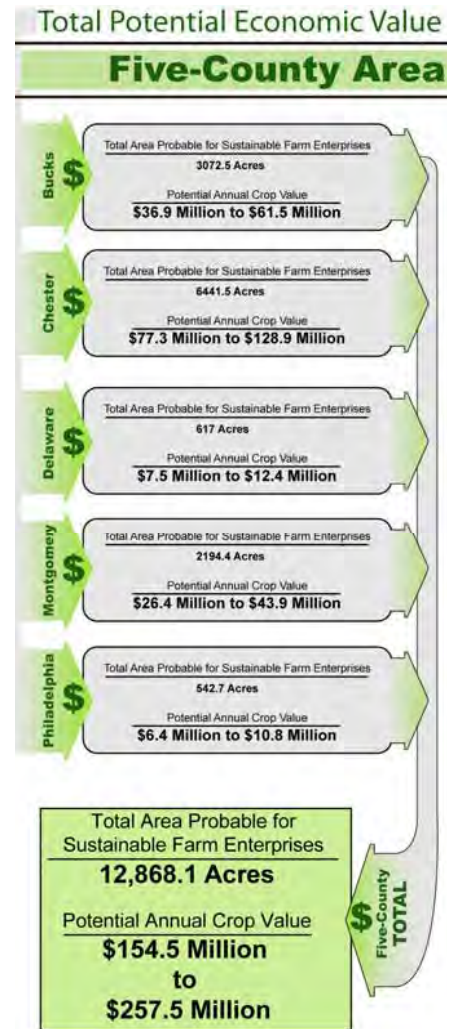 Total Potential Economic Value
Five-County Area
Bucks
$
Total Area Probable for Sustainable Farm Enterprises
3072.5 Acres
Potential Annual Crop Value
$36.9 Million to $61.5 Million
Chester
$
Total Area Probable for Sustainable Farm Enterprises
6441.5 Acres
Potential Annual Crop Value
$77.3 Million to $128.9 Million
Delaware
$
Total Area Probable for Sustainable Farm Enterprises
617 Acres
Potential Annual Crop Value
$7.5 Million to $12.4 Million
Montgomery
$
Total Area Probable for Sustainable Farm Enterprises
2194.4 Acres
Potential Annual Crop Value
$26.4 Million to $43.9 Million
Philadelphia
$
Total Area Probable for Sustainable Farm Enterprises
542.7 Acres
Potential Annual Crop Value
$6.4 Million to $10.8 Million
Total Area Probable for
Sustainable Farm Enterprises
12,868.1 Acres
Potential Annual Crop Value
$154.5 Million
to
$257.5 Million
$
Five-County
TOTAL